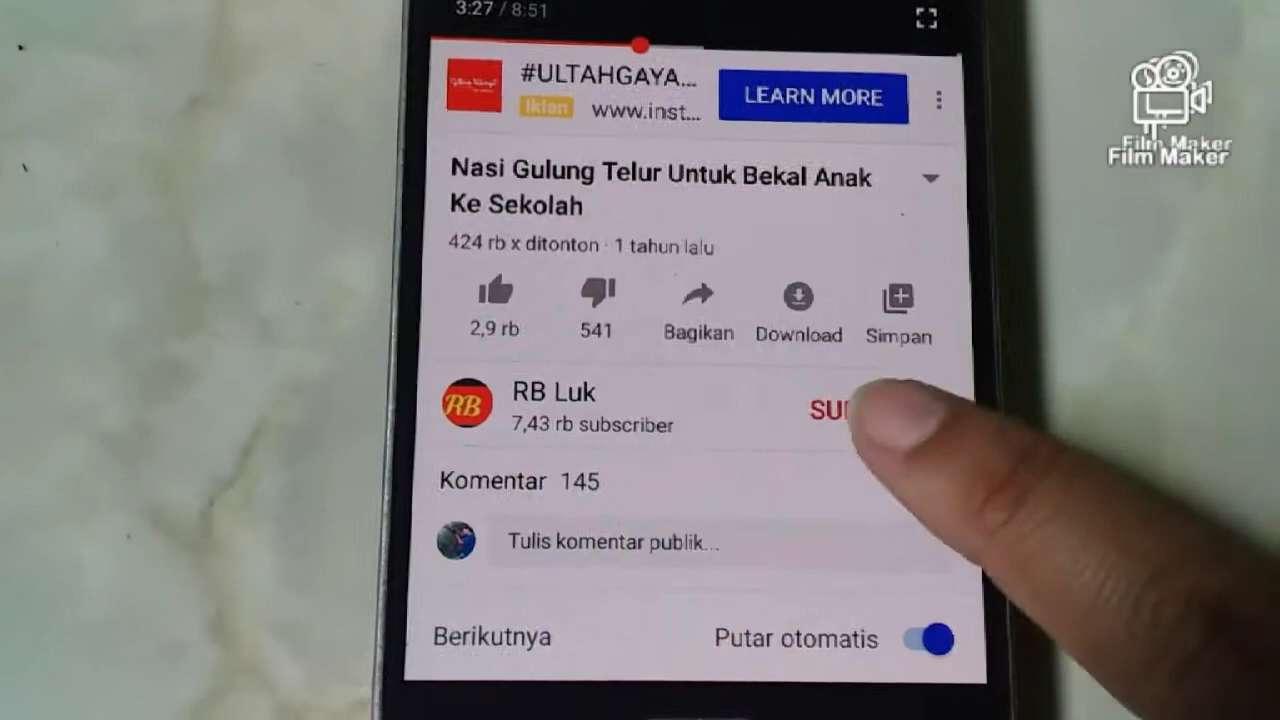 3:27 / 8:51
#ULTAHGAYA...
Iklan www.inst...
LEARN MORE
Nasi Gulung Telur Untuk Bekal Anak
Ke Sekolah
424 rb x ditonton · 1 tahun lalu
2,9 rb
541
Bagikan
Download
Simpan
RB
RB Luk
7,43 rb subscriber
Komentar 145
Tulis komentar publik...
Berikutnya
Putar otomatis
Film Maker
Film Maker